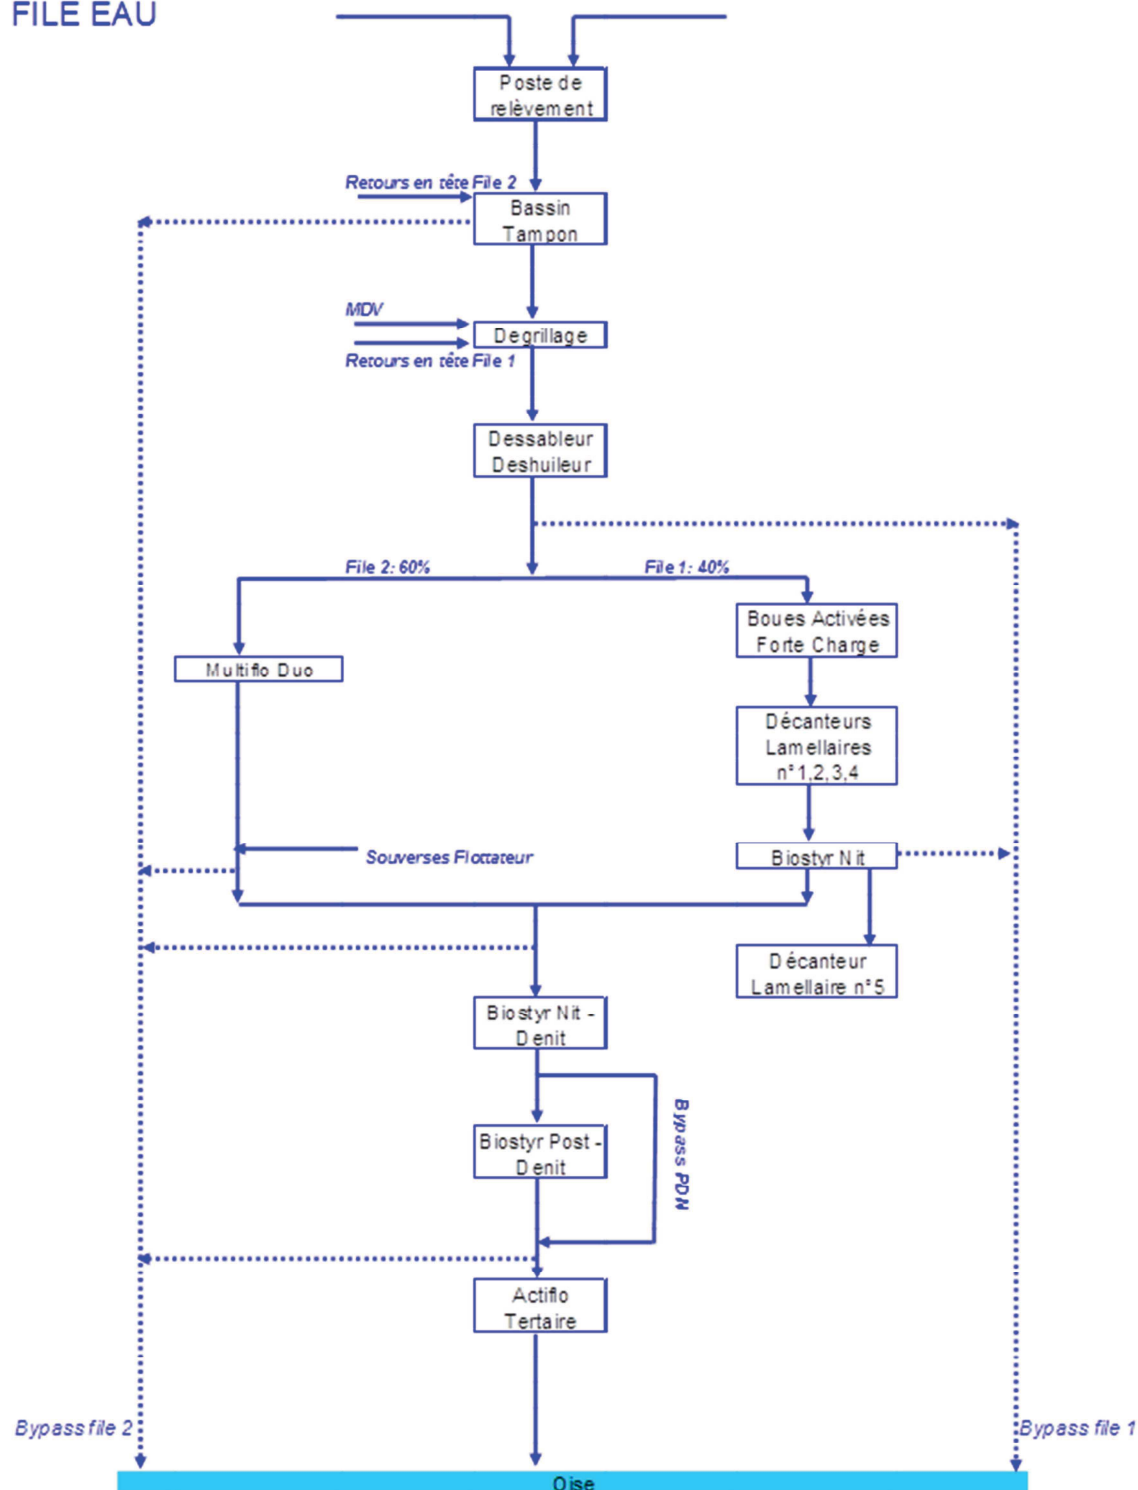 FILE EAU
Poste de
relèvement
Retours en tête File 2
Bassin
Tampon
MDV
Degrillage
Retours en tête File 1
Dessableur
Deshuileur
File 2: 60%
File 1: 40%
Boues Activées
Forte Charge
Multiflo Duo
Décanteurs
Lamellaires
n°1,2,3,4
Souverses Flottateur
Biostyr Nit
Décanteur
Lamellaire n°5
Biostyr Nit -
Denit
Bypass PDN
Biostyr Post -
Denit
Actiflo
Tertaire
Bypass file 2
Bypass file 1
Oise